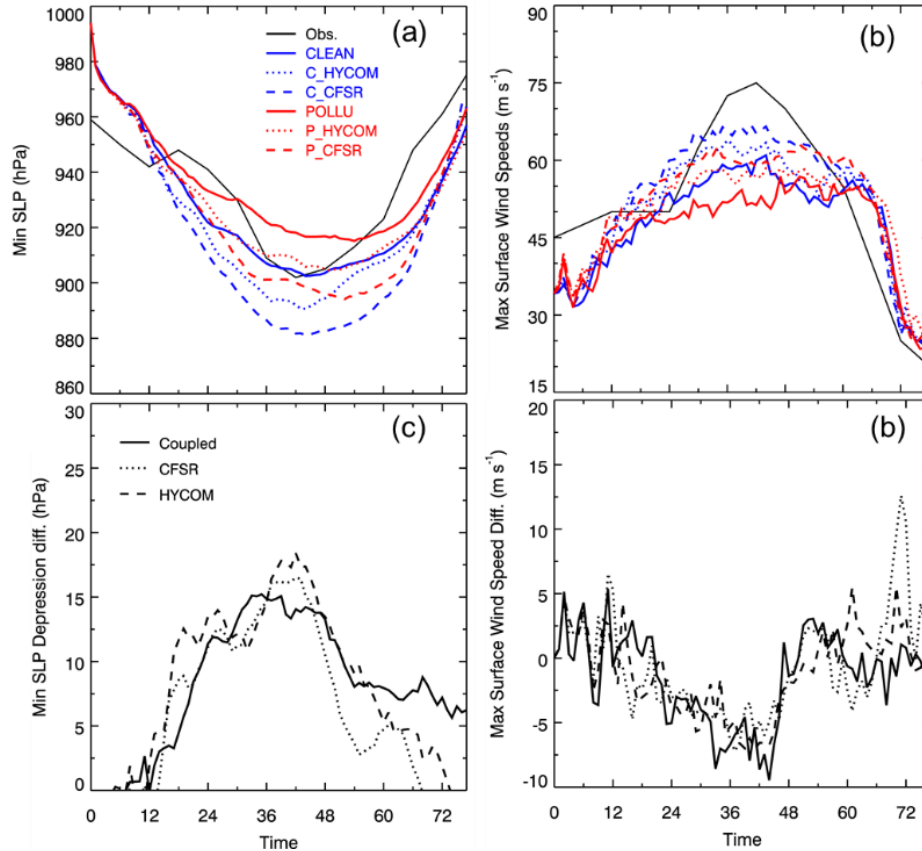 (a)
Obs.
CLEAN
C_HYCOM
C_CFSR
POLLU
P_HYCOM
P_CFSR
Min SLP (hPa)
1000
980
960
940
920
900
880
860
(b)
Max Surface Wind Speeds (m s⁻¹)
90
75
60
45
30
15
(c)
Coupled
CFSR
HYCOM
Min SLP Depression diff. (hPa)
30
25
20
15
10
5
0
0 12 24 36 48 60 72
Time
(b)
Max Surface Wind Speed Diff. (m s⁻¹)
20
15
10
5
0
-5
-10
0 12 24 36 48 60 72
Time